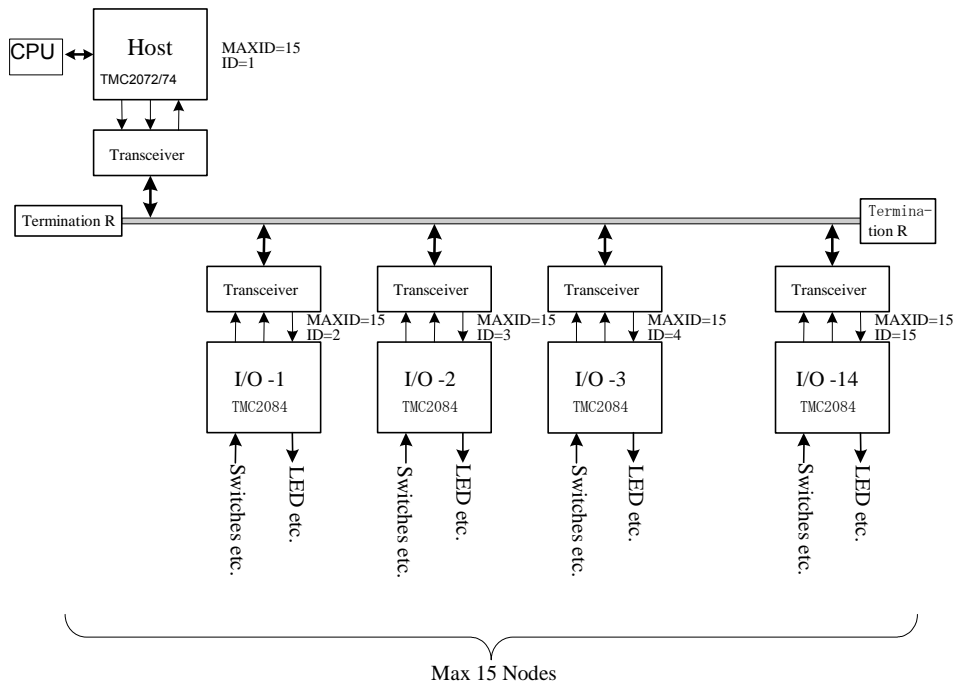 CPU
Host
TMC2072/74
MAXID=15
ID=1
Transceiver
Termination R
Termina-
tion R
Transceiver
Transceiver
Transceiver
Transceiver
MAXID=15
ID=2
MAXID=15
ID=3
MAXID=15
ID=4
MAXID=15
ID=15
I/O -1
TMC2084
I/O -2
TMC2084
I/O -3
TMC2084
I/O -14
TMC2084
Switches etc.
LED etc.
Switches etc.
LED etc.
Switches etc.
LED etc.
Switches etc.
LED etc.
Max 15 Nodes